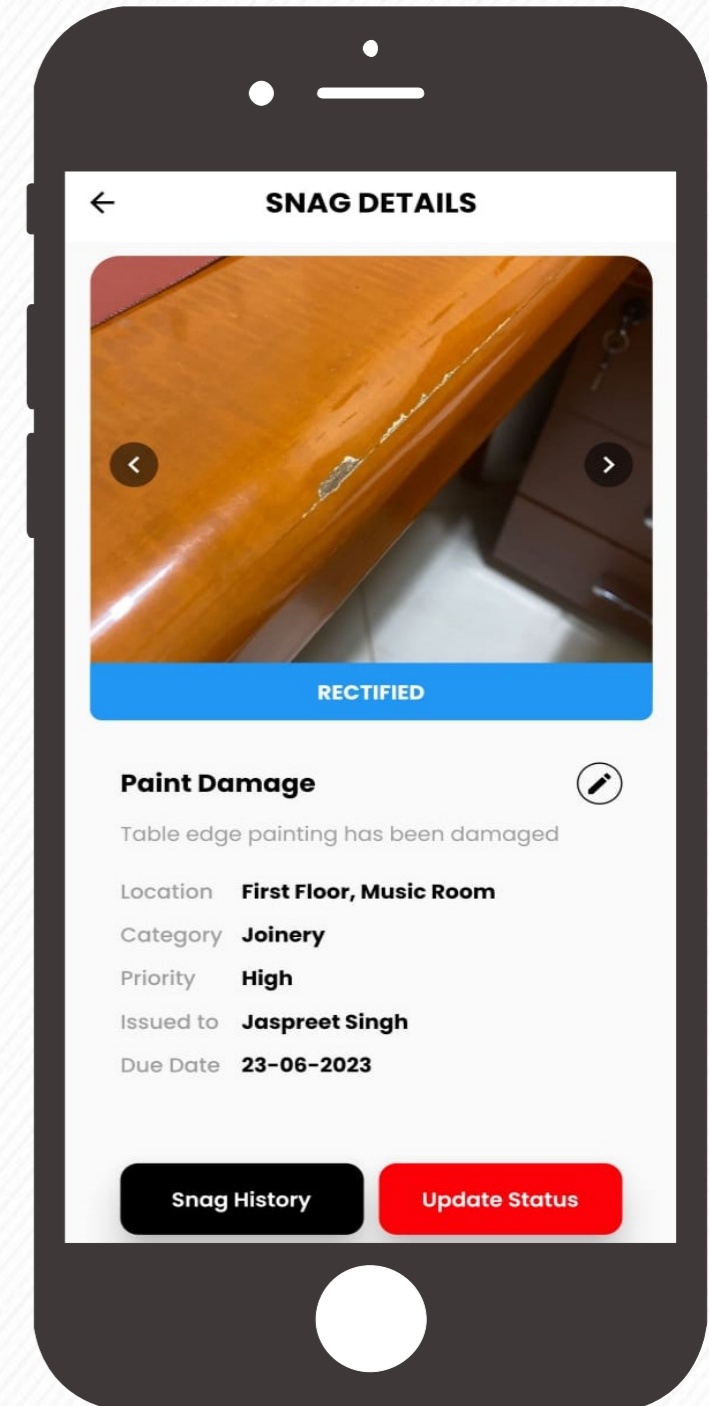 SNAG DETAILS
RECTIFIED
Paint Damage
Table edge painting has been damaged
Location First Floor, Music Room
Category Joinery
Priority High
Issued to Jaspreet Singh
Due Date 23-06-2023
Snag History Update Status